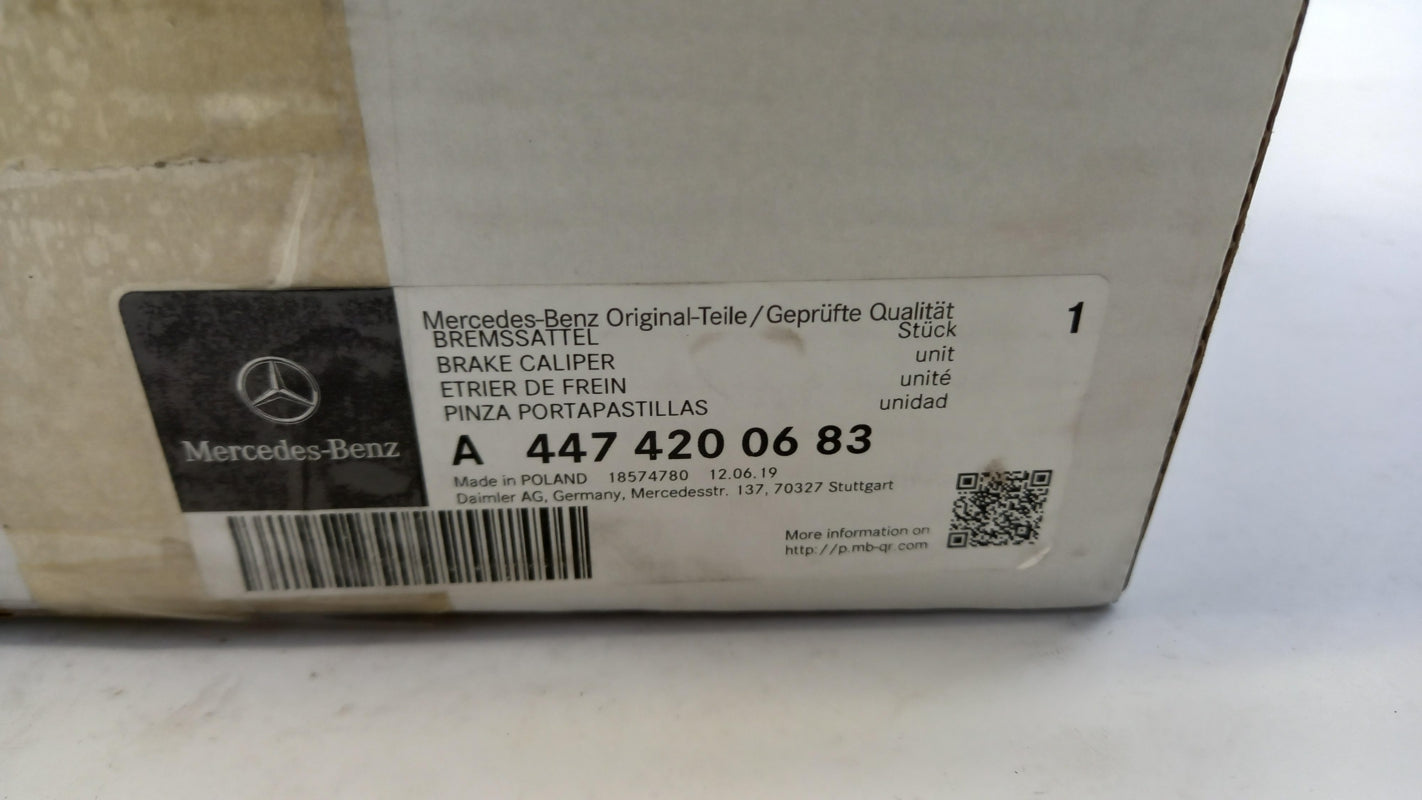 Mercedes-Benz Original-Teile/Geprüfte Qualität 1
BREMSSATTEL Stück
BRAKE CALIPER unit
ETRIER DE FREIN unité
PINZA PORTAPASTILLAS unidad
A 447 420 06 83
Mercedes-Benz
Made in POLAND 18574780 12.06.19
Daimler AG, Germany, Mercedesstr. 137, 70327 Stuttgart
More information on
http://p.mb-qr.com